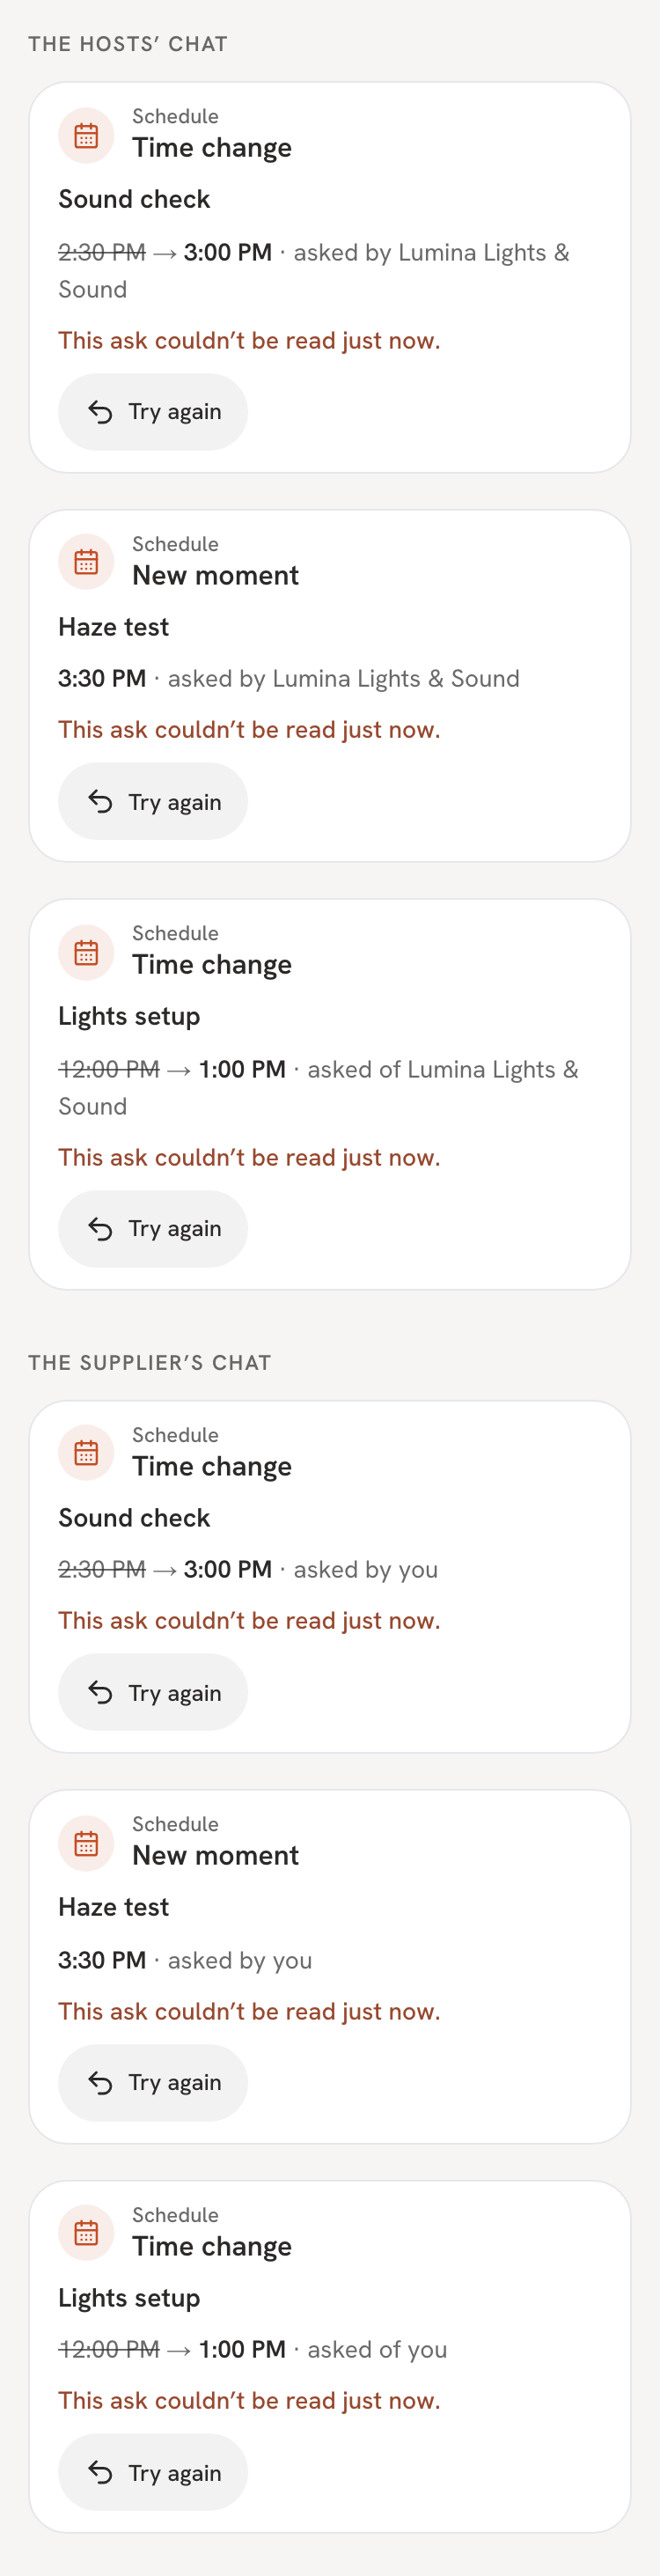 THE HOSTS’ CHAT
Schedule
Time change
Sound check
2:30 PM → 3:00 PM · asked by Lumina Lights &
Sound
This ask couldn’t be read just now.
Try again
Schedule
New moment
Haze test
3:30 PM · asked by Lumina Lights & Sound
This ask couldn’t be read just now.
Try again
Schedule
Time change
Lights setup
12:00 PM → 1:00 PM · asked of Lumina Lights &
Sound
This ask couldn’t be read just now.
Try again
THE SUPPLIER’S CHAT
Schedule
Time change
Sound check
2:30 PM → 3:00 PM · asked by you
This ask couldn’t be read just now.
Try again
Schedule
New moment
Haze test
3:30 PM · asked by you
This ask couldn’t be read just now.
Try again
Schedule
Time change
Lights setup
12:00 PM → 1:00 PM · asked of you
This ask couldn’t be read just now.
Try again